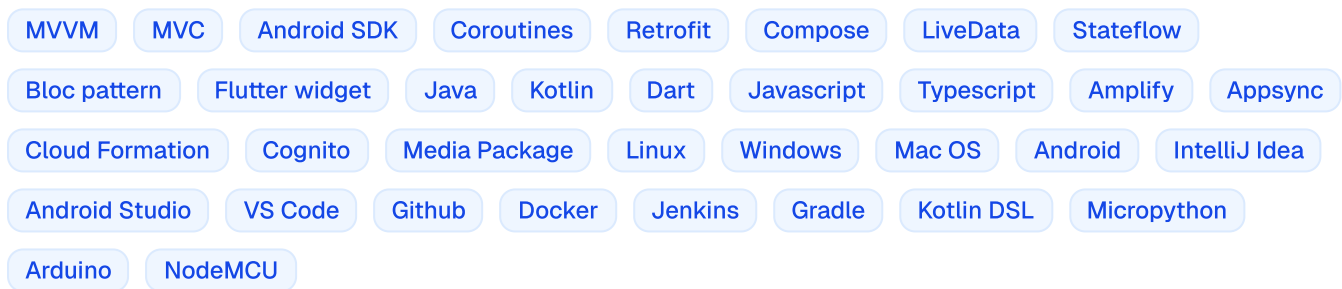 MVVM MVC Android SDK Coroutines Retrofit Compose LiveData Stateflow
Bloc pattern Flutter widget Java Kotlin Dart Javascript Typescript Amplify Appsync
Cloud Formation Cognito Media Package Linux Windows Mac OS Android IntelliJ Idea
Android Studio VS Code Github Docker Jenkins Gradle Kotlin DSL Micropython
Arduino NodeMCU